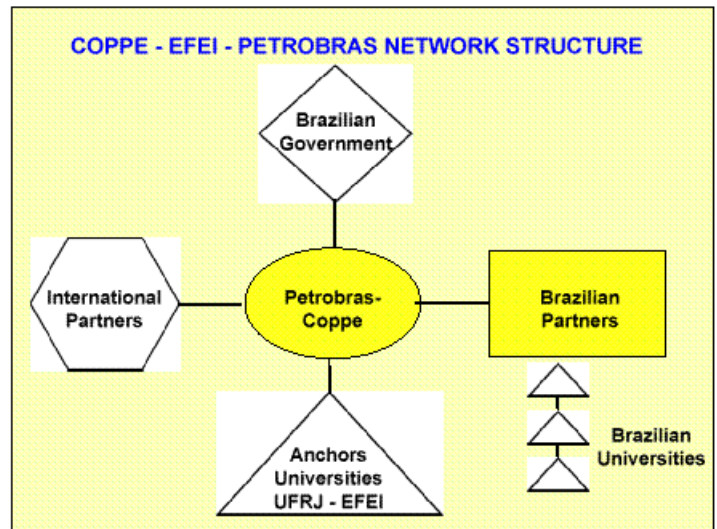 COPPE - EFEI - PETROBRAS NETWORK STRUCTURE
Brazilian
Government
International
Partners
Petrobras-
Coppe
Brazilian
Partners
Anchors
Universities
UFRJ - EFEI
Brazilian
Universities